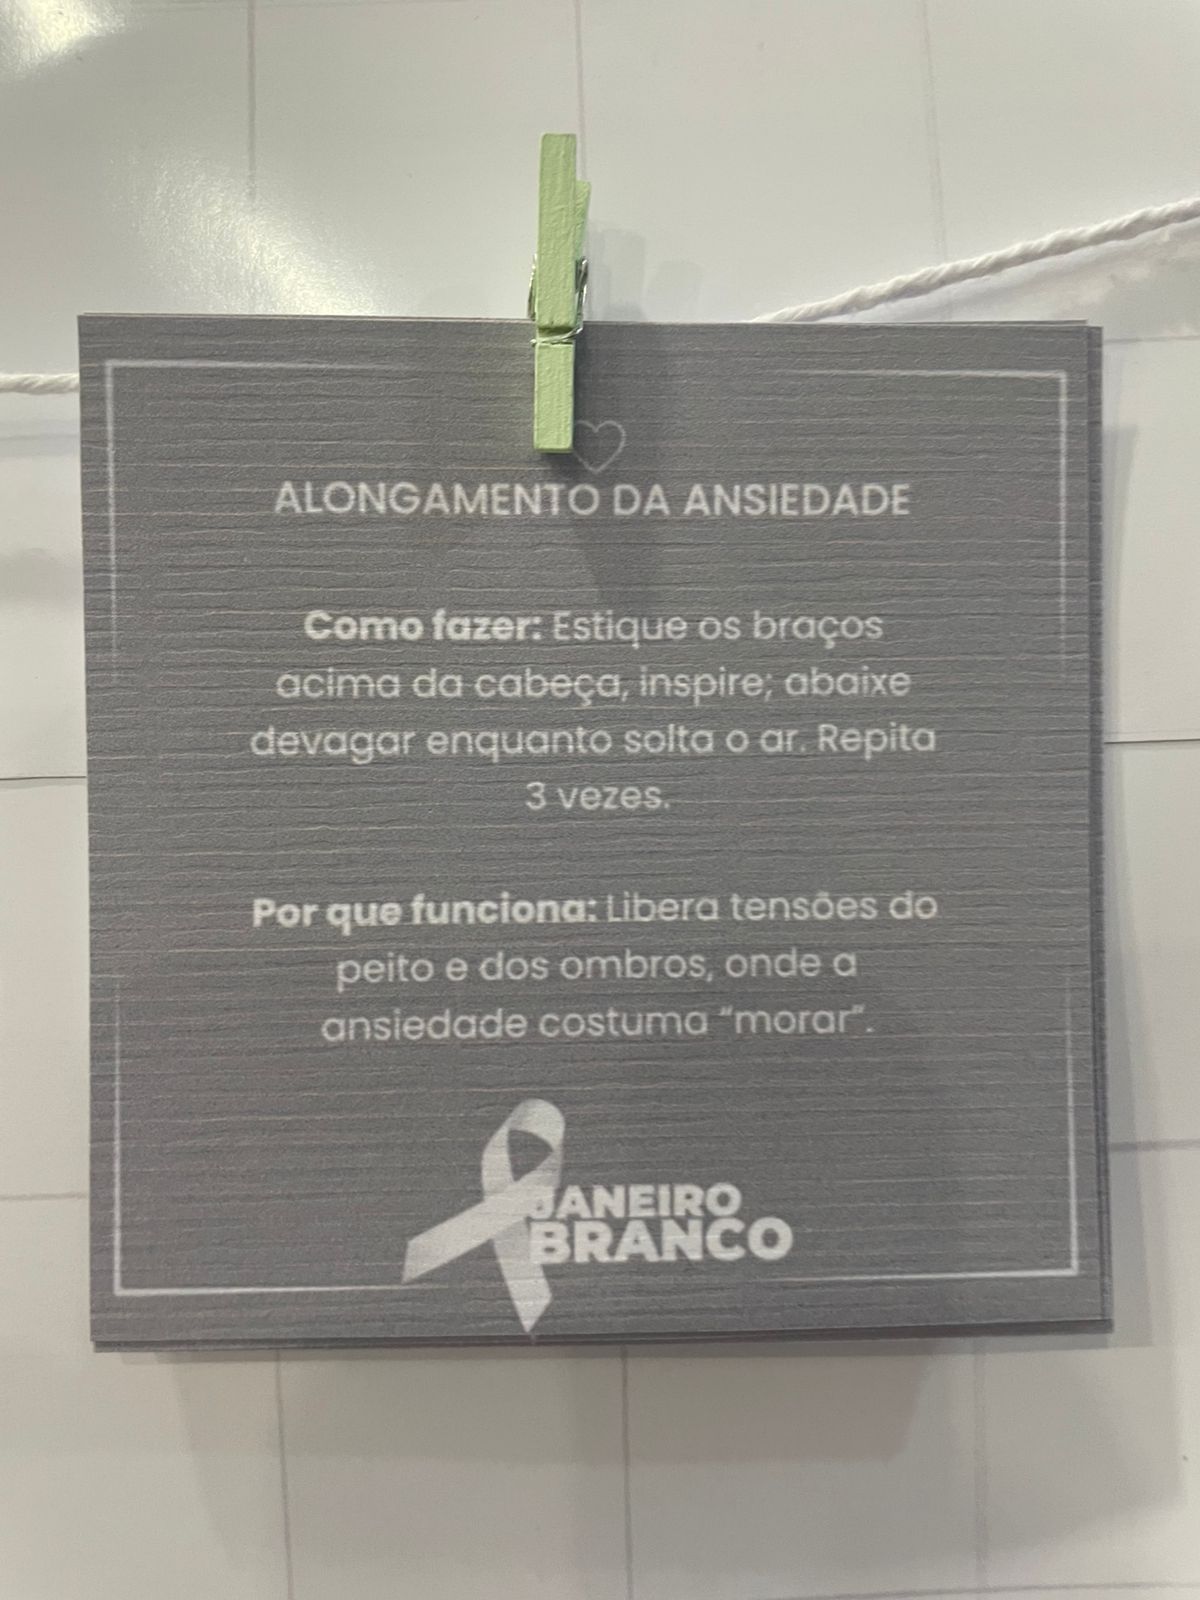 ALONGAMENTO DA ANSIEDADE
Como fazer: Estique os braços
acima da cabeça, inspire; abaixe
devagar enquanto solta o ar. Repita
3 vezes.
Por que funciona: Libera tensões do
peito e dos ombros, onde a
ansiedade costuma “morar”.
JANEIRO
BRANCO